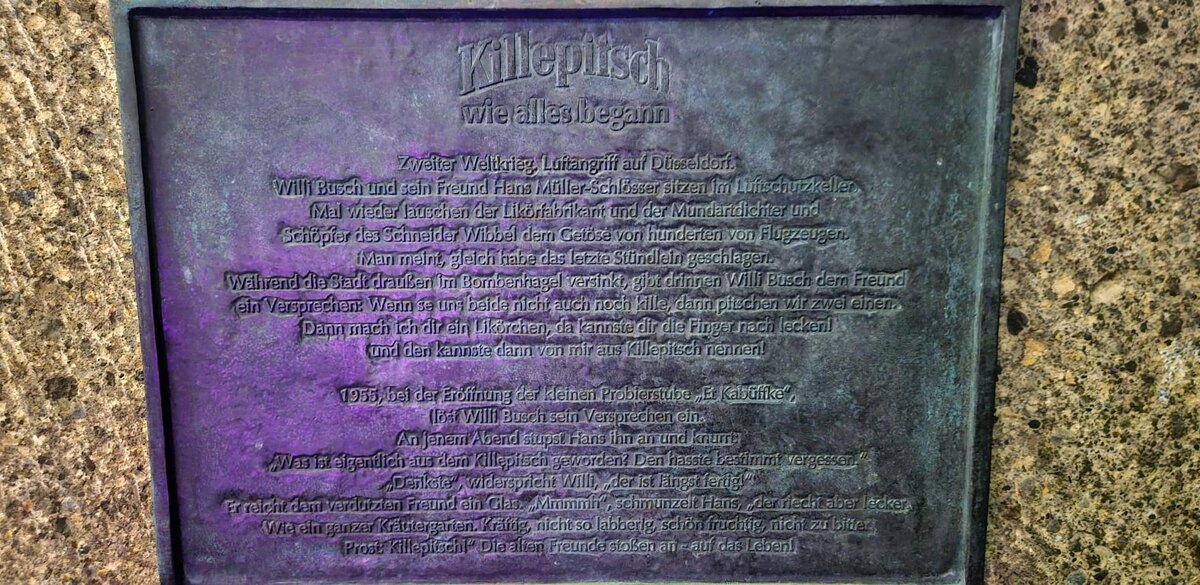 Killepitsch
wie alles begann
Zweiter Weltkrieg, Luftangriff auf Düsseldorf.
Willi Busch und sein Freund Hans Müller-Schlösser sitzen im Luftschutzkeller.
Mal wieder lauschen der Likörfabrikant und der Mundartdichter und
Schöpfer des Schneider Wibbel dem Getöse von hunderten von Flugzeugen.
Man meint, gleich habe das letzte Stündlein geschlagen.
Während die Stadt draußen im Bombenhagel versinkt, gibt drinnen Willi Busch dem Freund
ein Versprechen: Wenn se uns beide nicht auch noch kille, dann pitschen wir zwei einen.
Dann mach ich dir ein Likörchen, da kannste dir die Finger nach lecken!
und den kannste dann von mir aus Killepitsch nennen!
1955, bei der Eröffnung der kleinen Probierstube „Et Kabüffke“,
löst Willi Busch sein Versprechen ein.
An jenem Abend stupst Hans ihn an und knurrt:
„Was ist eigentlich aus dem Killepitsch geworden? Den hasste bestimmt vergessen.“
„Denkste“, widerspricht Willi, „der ist längst fertig!“
Er reicht dem verdutzten Freund ein Glas. „Mmmmh“, schmunzelt Hans, „der riecht aber lecker,
Wie ein ganzer Kräutergarten. Kräftig, nicht so labberig, schön fruchtig, nicht zu bitter.
Prost: Killepitsch!“ Die alten Freunde stoßen an - auf das Leben!